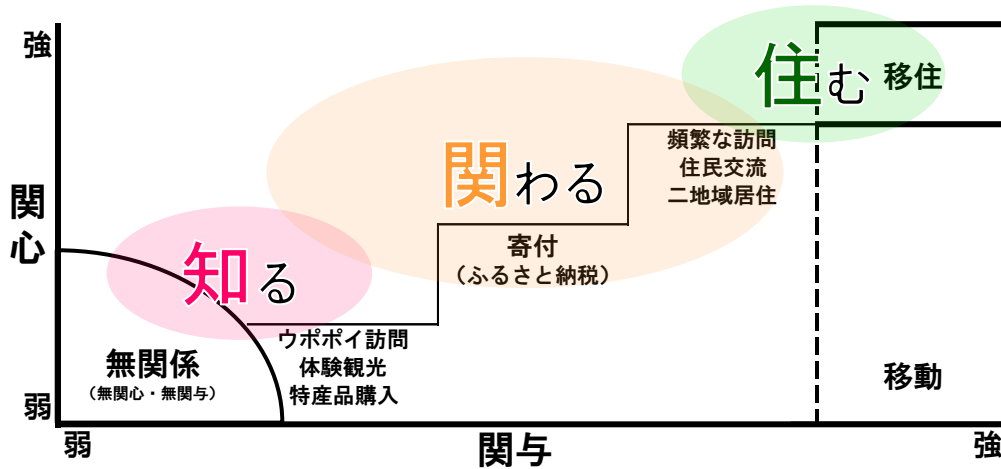 強
住む
移住
頻繁な訪問
住民交流
二地域居住
関わる
関心
寄付
（ふるさと納税）
知る
ウポポイ訪問
体験観光
特産品購入
無関係
（無関心・無関与）
移動
弱
弱
関与
強